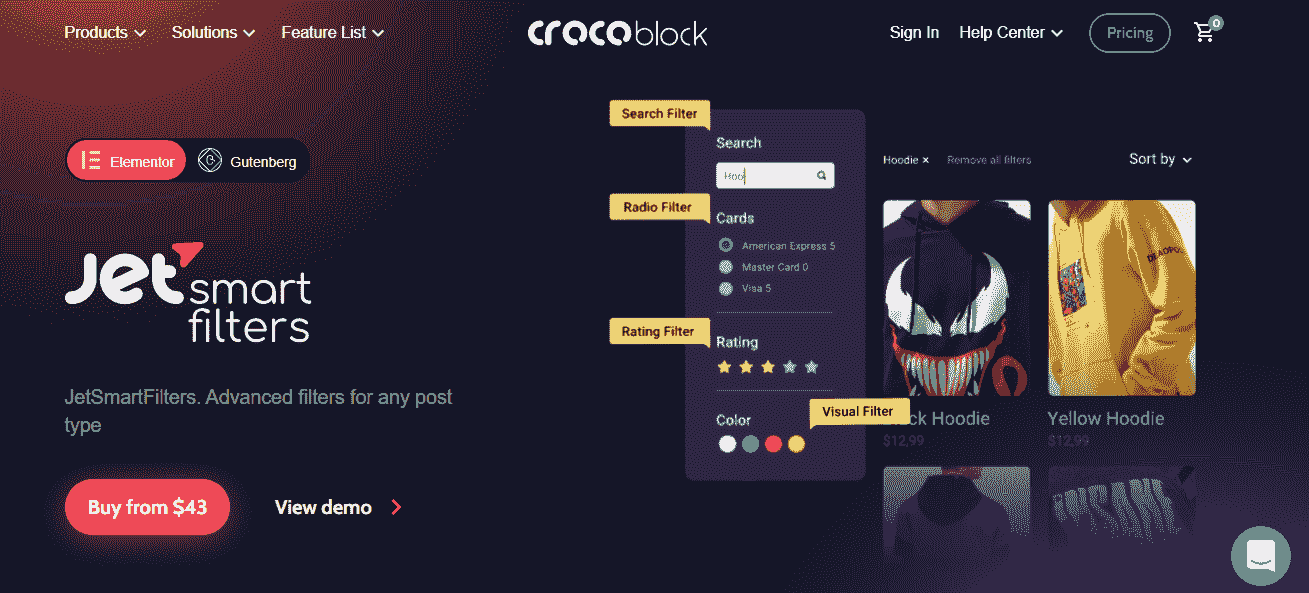 Products
Solutions
Feature List
crocoblock
Sign In
Help Center
Pricing
0
Elementor
Gutenberg
Jet smart
filters
JetSmartFilters. Advanced filters for any post
type
Buy from $43
View demo
Search Filter
Search
Hoo
Radio Filter
Cards
American Express 5
Master Card 0
Visa 5
Rating Filter
Rating
Color
Visual Filter
Hoodie ×
Remove all filters
Sort by
DEADPOOL
ck Hoodie
$12,99
Yellow Hoodie
$12,99